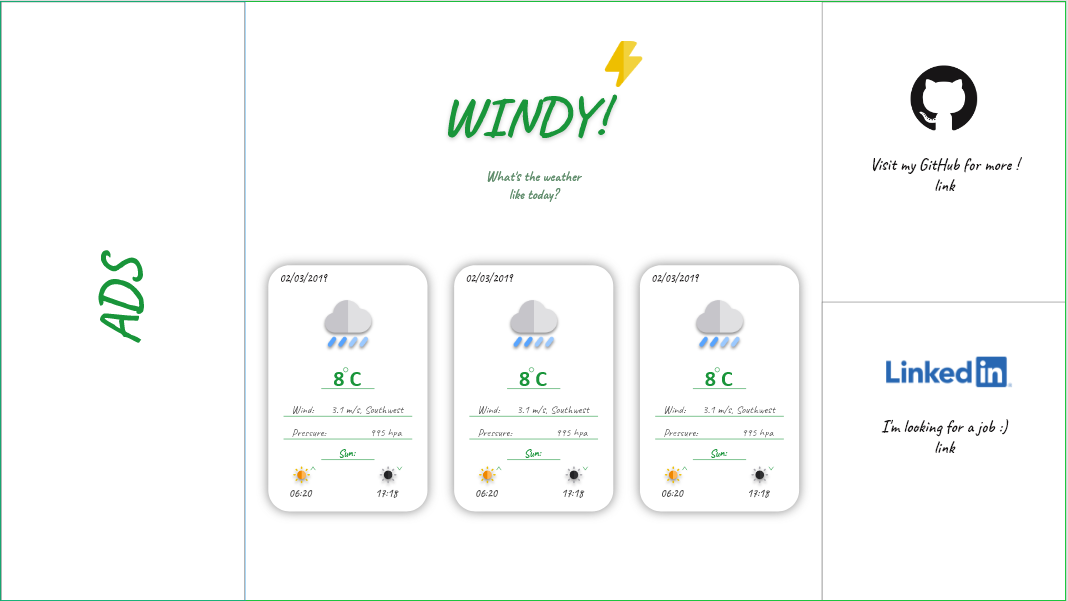 ADS
WINDY!
What's the weather
like today?
02/03/2019
8°C
Wind: 3.1 m/s, Southwest
Pressure: 995 hpa
Sun:
06:20 17:18
02/03/2019
8°C
Wind: 3.1 m/s, Southwest
Pressure: 995 hpa
Sun:
06:20 17:18
02/03/2019
8°C
Wind: 3.1 m/s, Southwest
Pressure: 995 hpa
Sun:
06:20 17:18
Visit my GitHub for more !
link
Linked in
I'm looking for a job :)
link